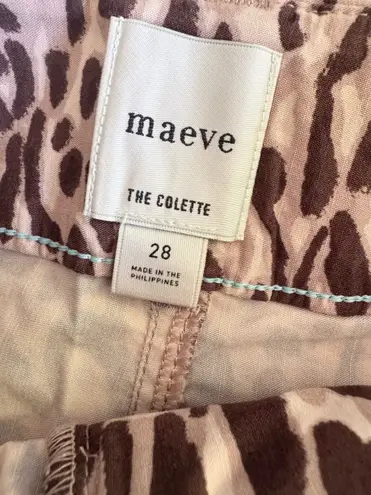 maeve
THE COLETTE
28
MADE IN THE
PHILIPPINES